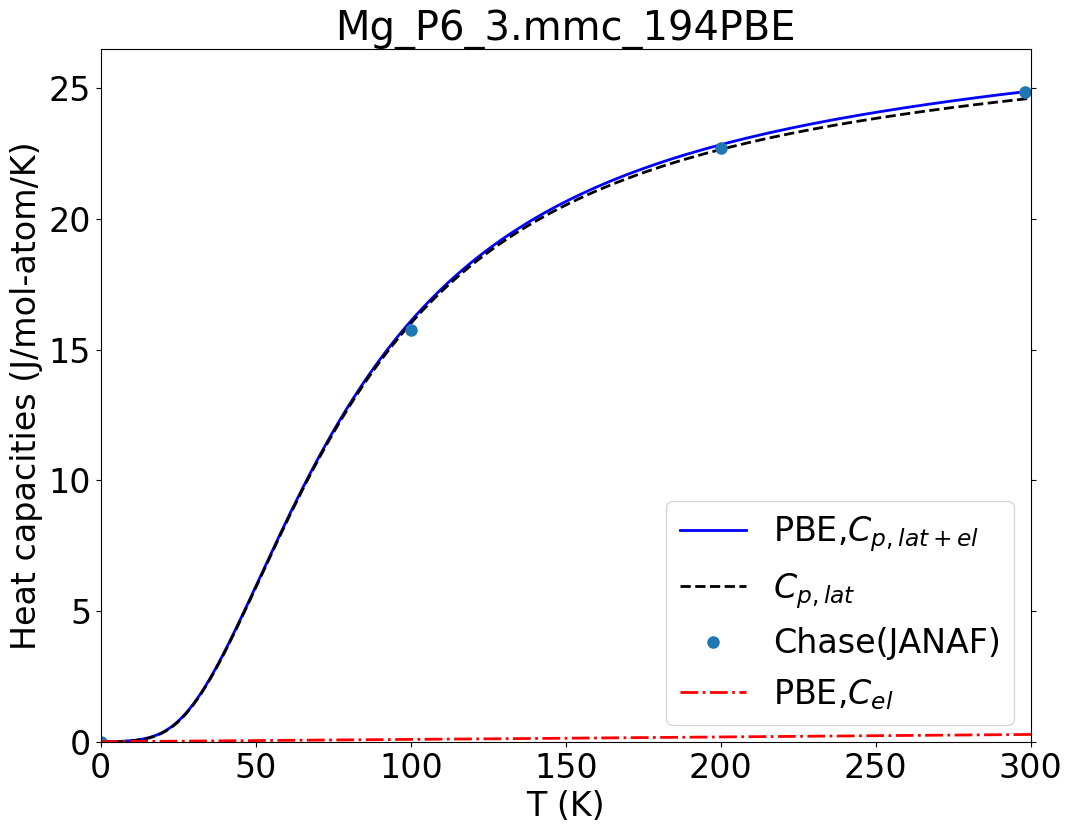 Mg_P6_3.mmc_194PBE
Heat capacities (J/mol-atom/K)
25
20
15
10
5
0
0 50 100 150 200 250 300
T (K)
PBE,C_{p, lat + el}
C_{p, lat}
Chase(JANAF)
PBE,C_{el}